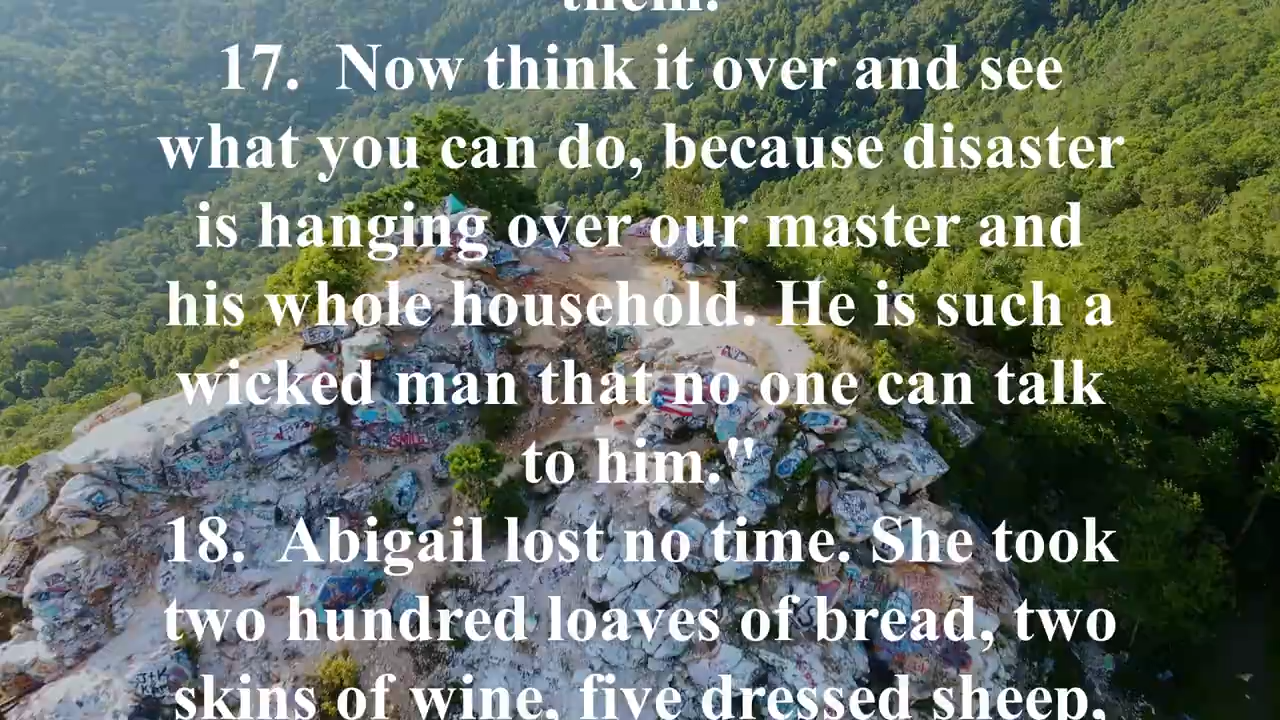 them.
17. Now think it over and see
what you can do, because disaster
is hanging over our master and
his whole household. He is such a
wicked man that no one can talk
to him."
18. Abigail lost no time. She took
two hundred loaves of bread, two
skins of wine, five dressed sheep,